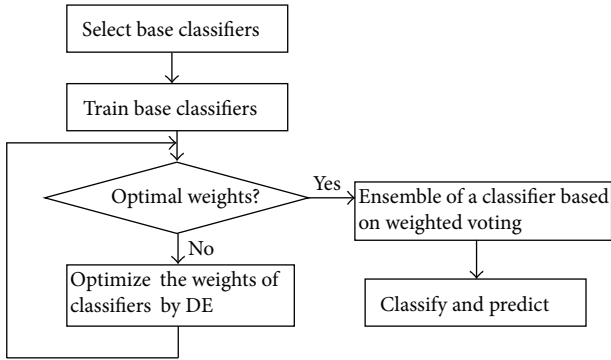 Select base classifiers
Train base classifiers
Optimal weights?
Yes
Ensemble of a classifier based
on weighted voting
No
Optimize the weights of
classifiers by DE
Classify and predict